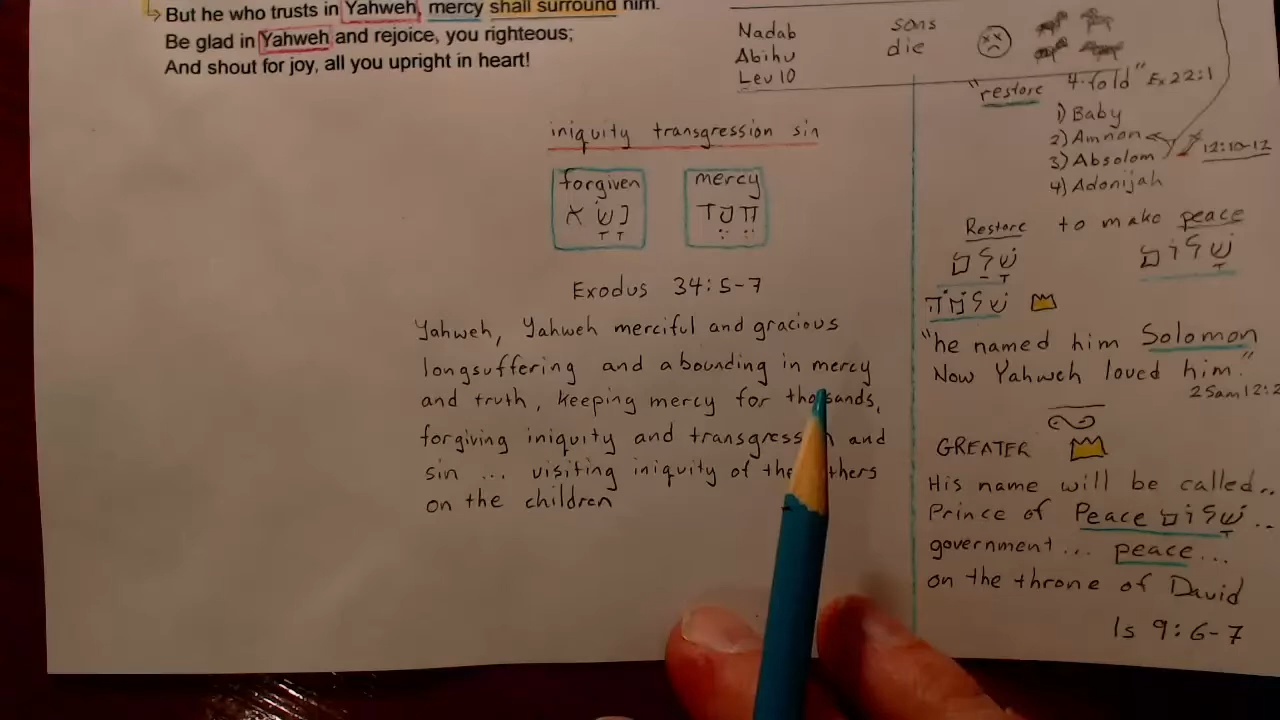 But he who trusts in Yahweh, mercy shall surround him.
Be glad in Yahweh and rejoice, you righteous;
And shout for joy, all you upright in heart!
Nadab
Abihu
Lev 10
sons
die
"restore 4-fold" Ex 22:1
1) Baby
2) Amnon
3) Absolom
4) Adonijah
12:10-12
iniquity transgression sin
forgiven
נָשָׂא
mercy
חֶסֶד
Exodus 34:5-7
Yahweh, Yahweh merciful and gracious
longsuffering and abounding in mercy
and truth, keeping mercy for thousands,
forgiving iniquity and and
sin ... visiting iniquity of
on the children
Restore to make peace
שָׁלַם
שָׁלוֹם
שְׁלֹמֹה
"he named him Solomon
Now Yahweh loved him."
2 Sam 12:2
GREATER
His name will be called..
Prince of Peace שָׁלוֹם ...
government... peace...
on the throne of David
Is 9:6-7